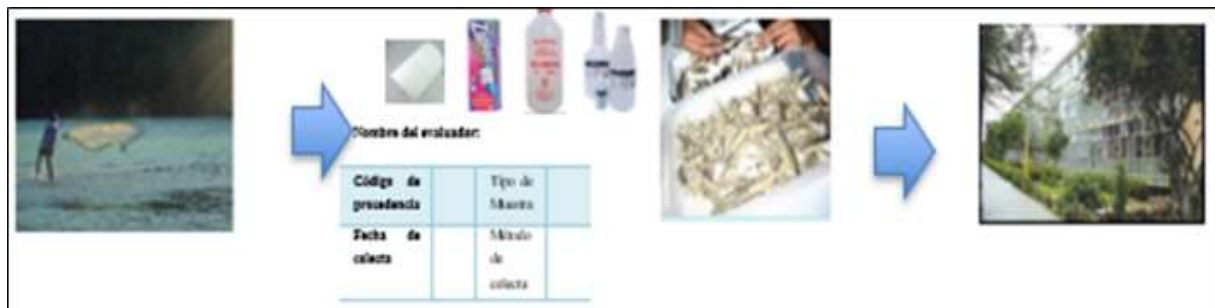 Nombre del evaluador:
Código de
procedencia
Tipo de
Muestra
Fecha de
colecta
Método
de
colecta